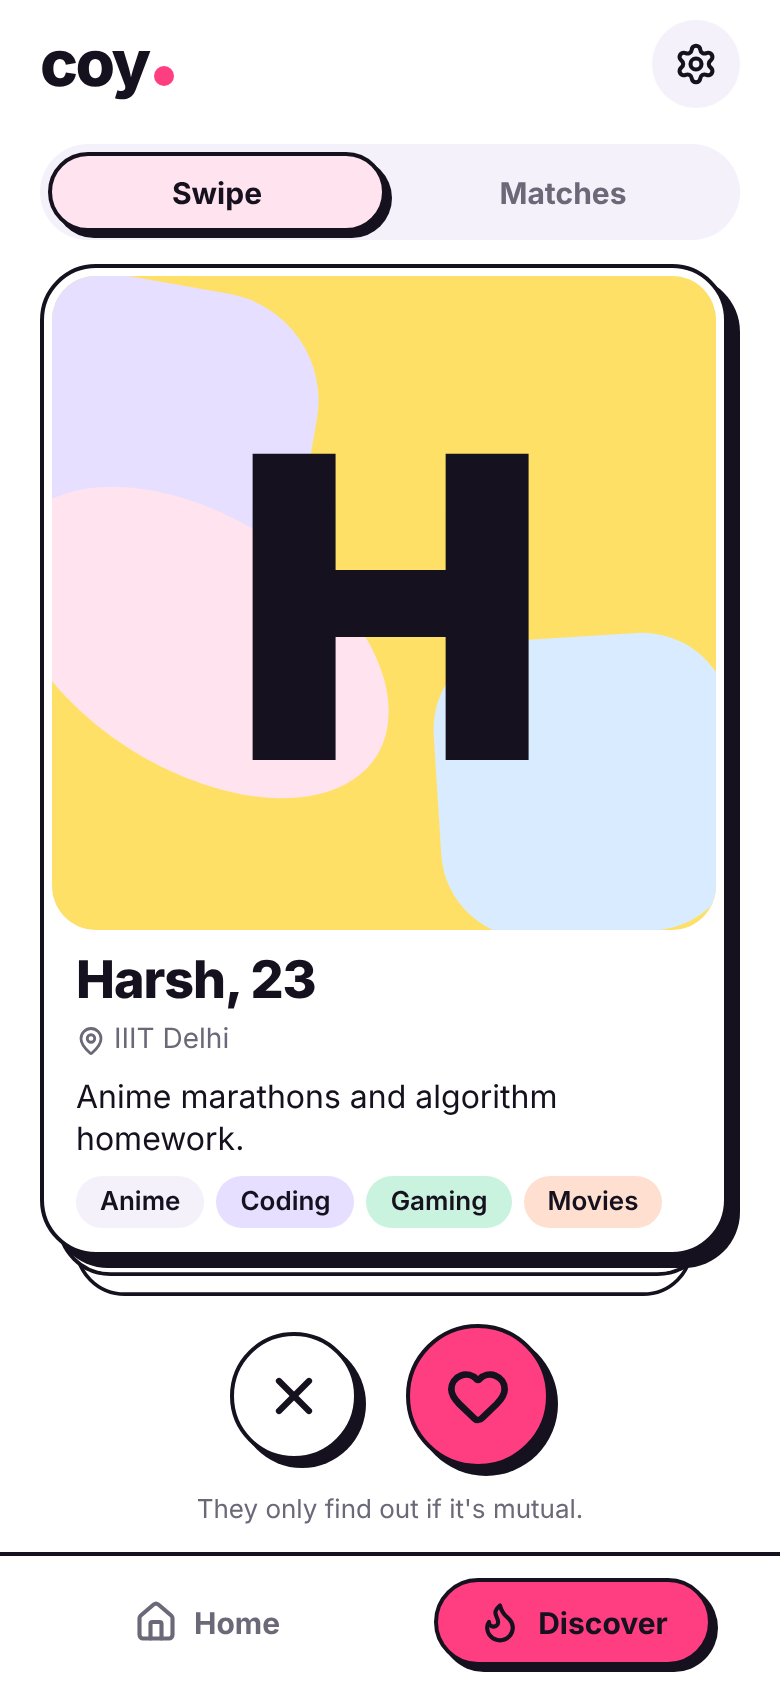 coy.
Swipe
Matches
H
Harsh, 23
IIIT Delhi
Anime marathons and algorithm
homework.
Anime Coding Gaming Movies
They only find out if it's mutual.
Home
Discover